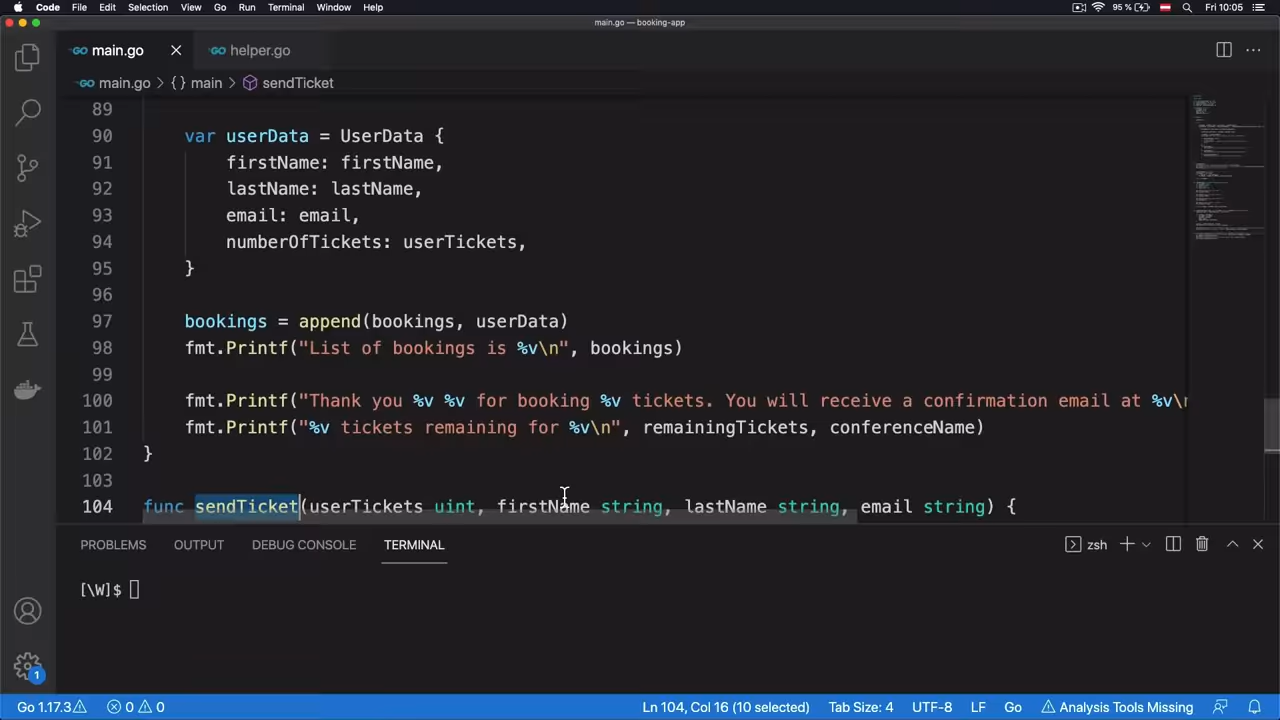 Code File Edit Selection View Go Run Terminal Window Help 95 % Fri 10:05
main.go — booking-app
main.go helper.go
main.go > {} main > sendTicket
89
90 var userData = UserData {
91 firstName: firstName,
92 lastName: lastName,
93 email: email,
94 numberOfTickets: userTickets,
95 }
96
97 bookings = append(bookings, userData)
98 fmt.Printf("List of bookings is %v\n", bookings)
99
100 fmt.Printf("Thank you %v %v for booking %v tickets. You will receive a confirmation email at %v\n
101 fmt.Printf("%v tickets remaining for %v\n", remainingTickets, conferenceName)
102 }
103
104 func sendTicket(userTickets uint, firstName string, lastName string, email string) {
PROBLEMS OUTPUT DEBUG CONSOLE TERMINAL zsh
[\W]$
1
Go 1.17.3 0 0 Ln 104, Col 16 (10 selected) Tab Size: 4 UTF-8 LF Go Analysis Tools Missing